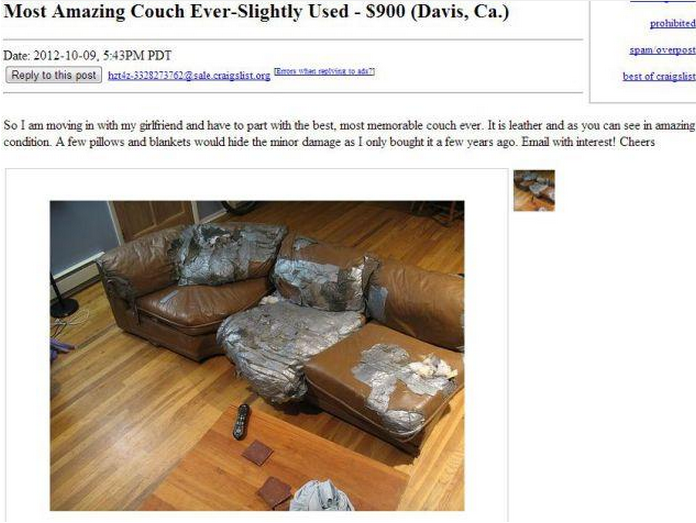 Most Amazing Couch Ever-Slightly Used - $900 (Davis, Ca.)
prohibited
spam/overpost
best of craigslist
Date: 2012-10-09, 5:43PM PDT
Reply to this post hzt4z-3328273762@sale.craigslist.org [Errors when replying to ads?]
So I am moving in with my girlfriend and have to part with the best, most memorable couch ever. It is leather and as you can see in amazing
condition. A few pillows and blankets would hide the minor damage as I only bought it a few years ago. Email with interest! Cheers